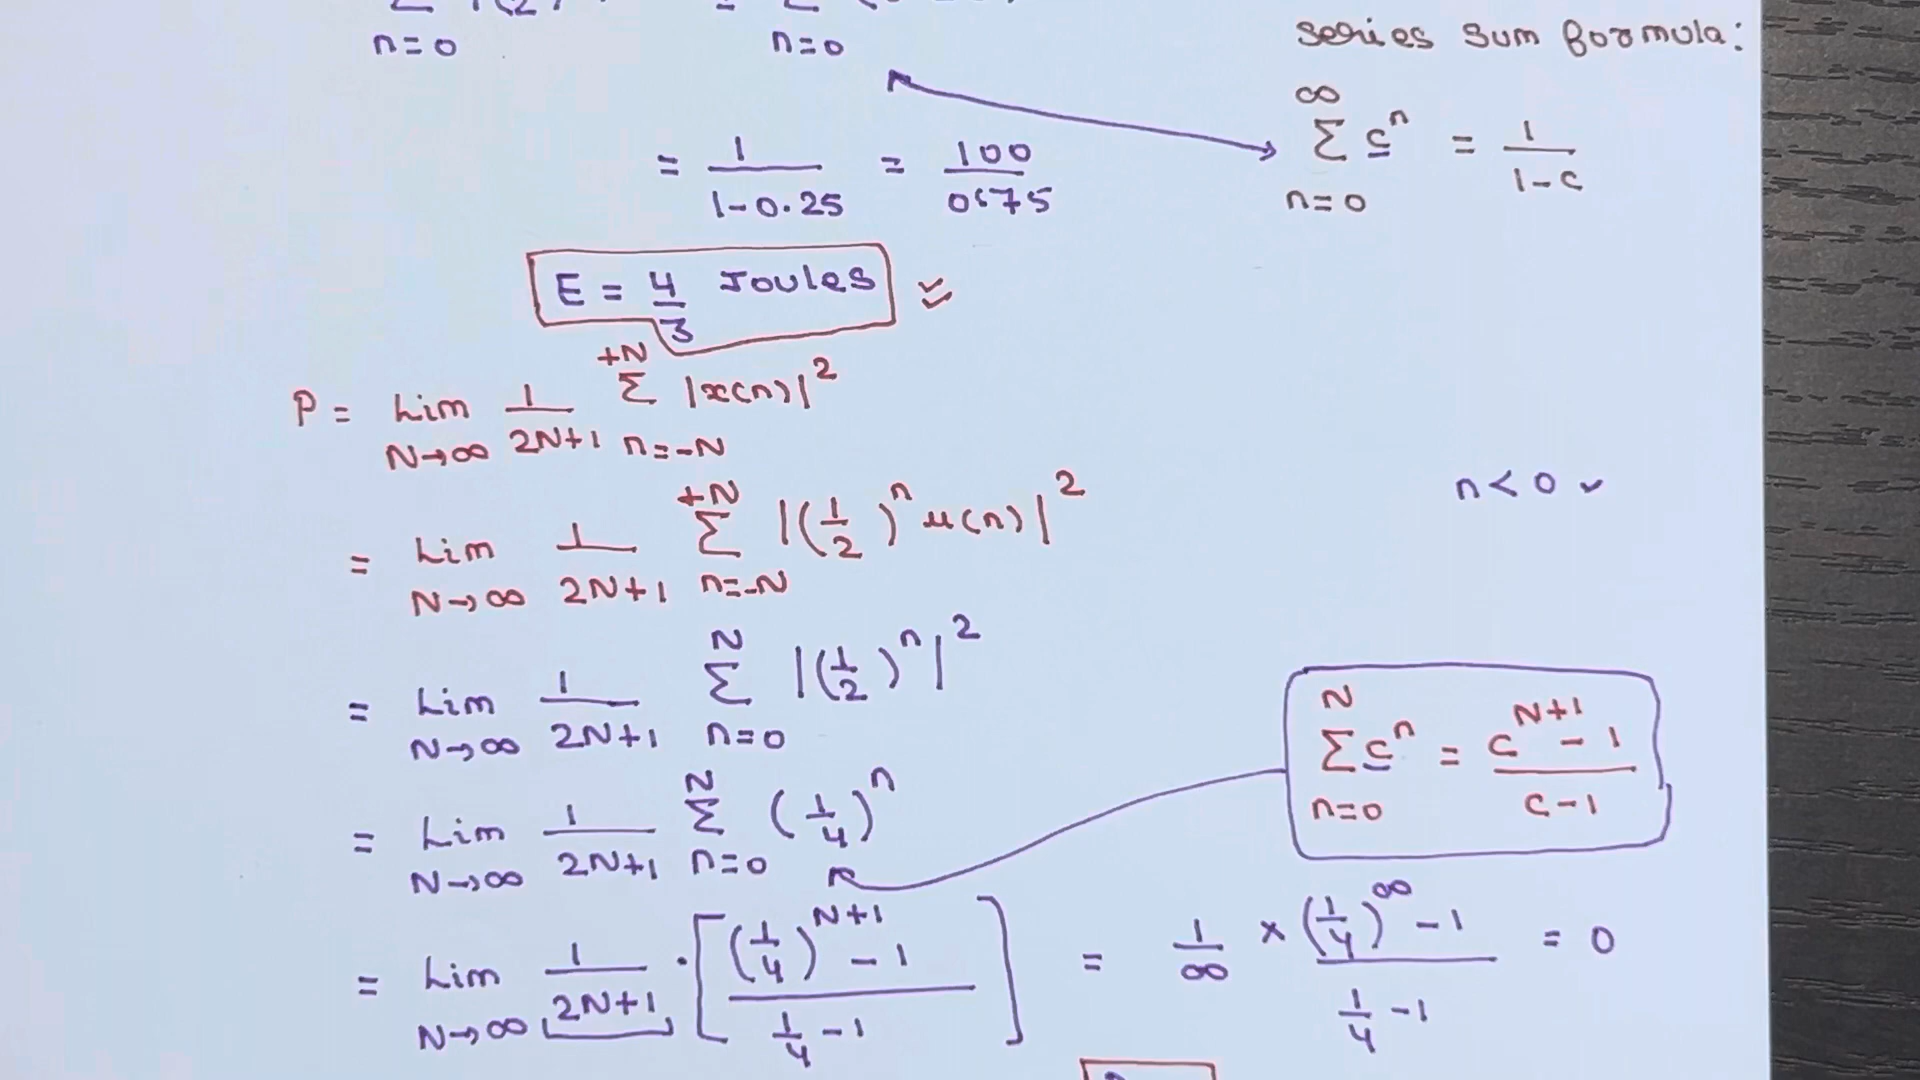 n=0 n=0
Series Sum formula:
= 1/(1-0.25) = 100/0.75
∞ Σ n=0 cⁿ = 1/(1-c)
E = 4/3 Joules
P = Lim N→∞ 1/(2N+1) +N Σ n=-N |x(n)|²
= Lim N→∞ 1/(2N+1) +N Σ n=-N |(1/2)ⁿ u(n)|²
n<0
= Lim N→∞ 1/(2N+1) N Σ n=0 |(1/2)ⁿ|²
N Σ n=0 cⁿ = (c^(N+1) - 1)/(c-1)
= Lim N→∞ 1/(2N+1) N Σ n=0 (1/4)ⁿ
= Lim N→∞ 1/(2N+1) · [((1/4)^(N+1) - 1)/(1/4 - 1)] = 1/∞ × ((1/4)^∞ - 1)/(1/4 - 1) = 0